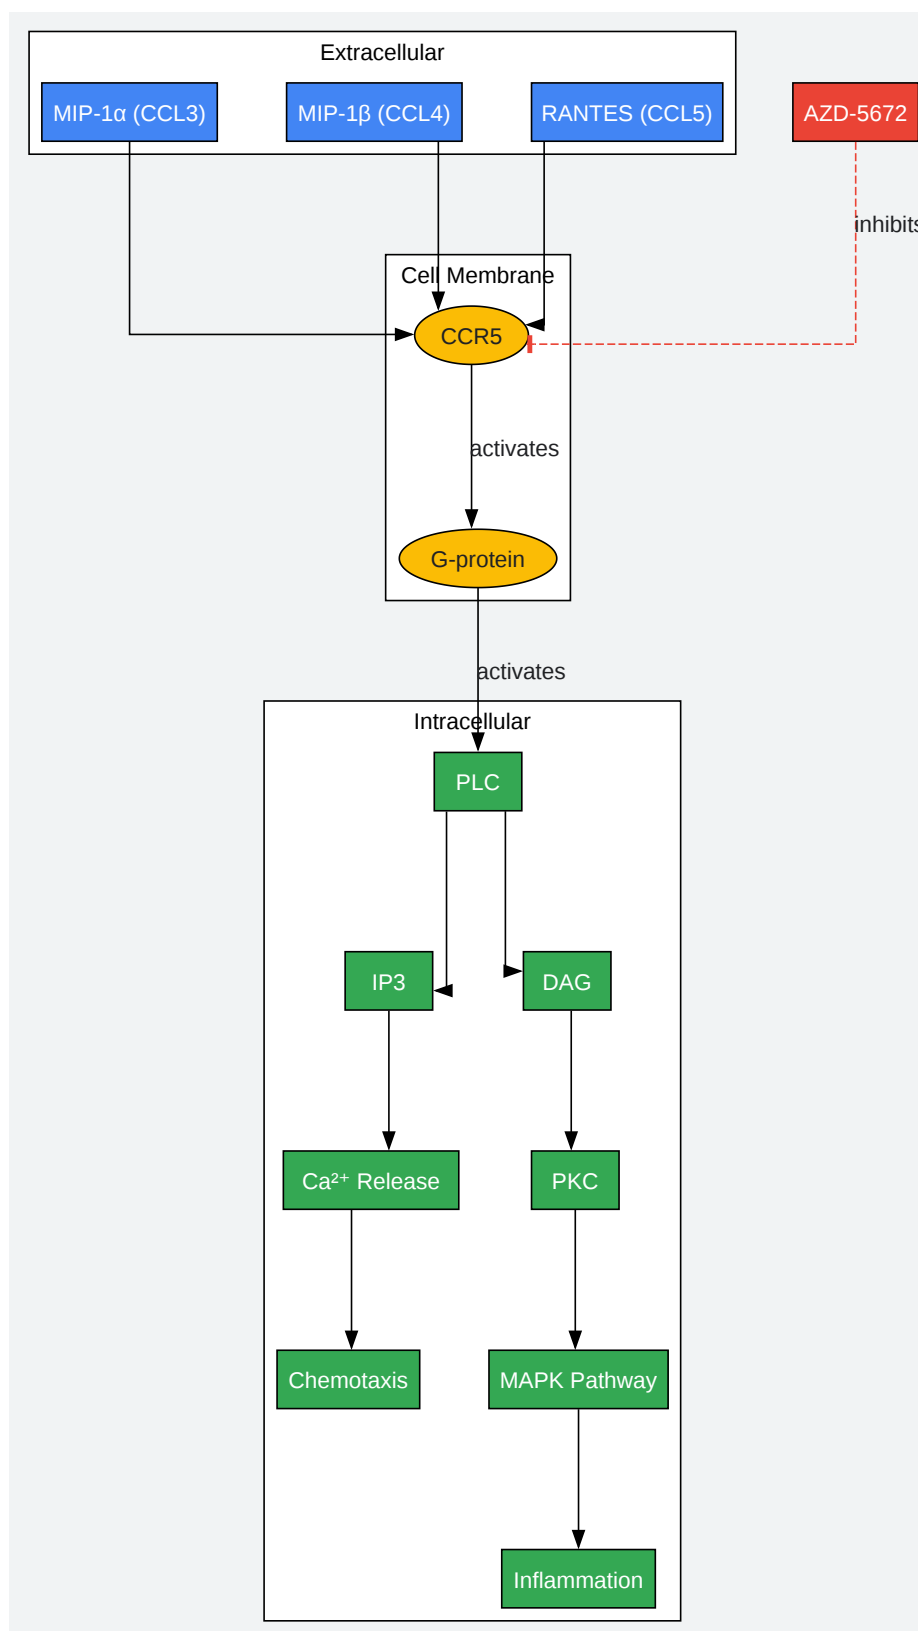 Extracellular
MIP-1α (CCL3)
MIP-1β (CCL4)
RANTES (CCL5)
AZD-5672
inhibits
Cell Membrane
CCR5
activates
G-protein
activates
Intracellular
PLC
IP3
DAG
Ca²⁺ Release
PKC
Chemotaxis
MAPK Pathway
Inflammation